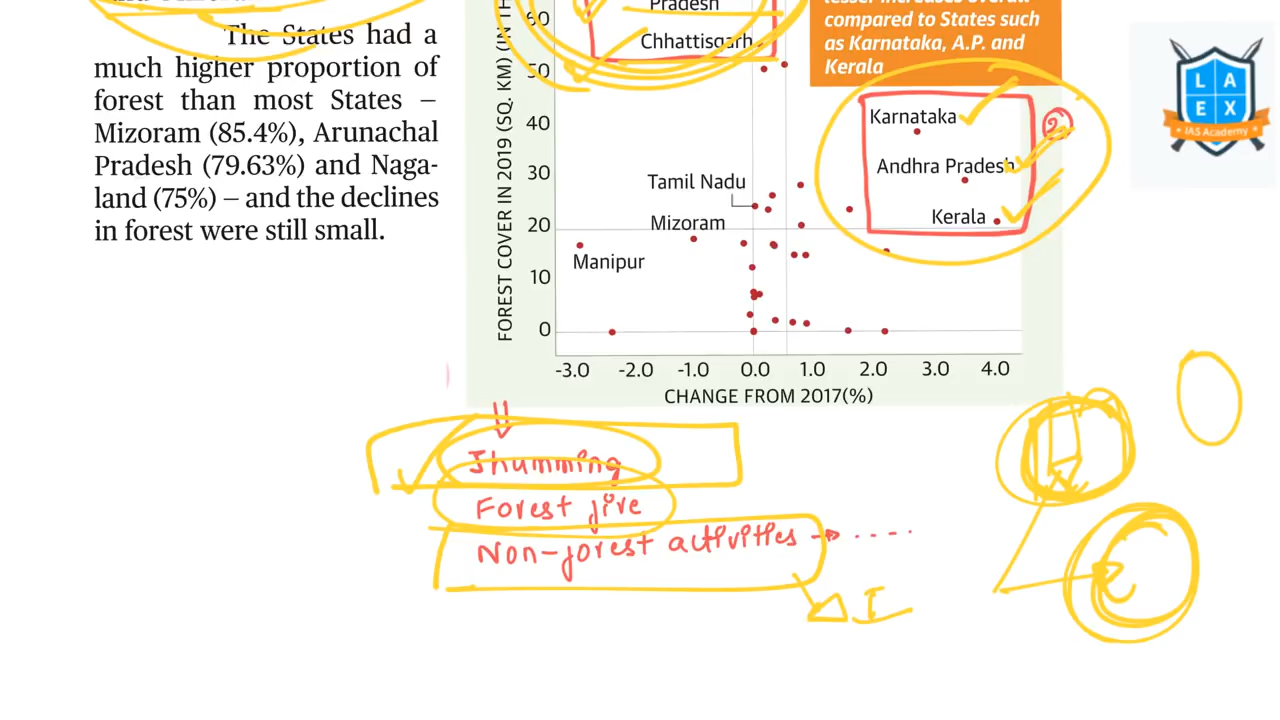 The States had a
much higher proportion of
forest than most States –
Mizoram (85.4%), Arunachal
Pradesh (79.63%) and Naga-
land (75%) – and the declines
in forest were still small.
FOREST COVER IN 2019 (SQ. KM) (IN TH
Pradesh
Chhattisgarh
lesser increases overall
compared to States such
as Karnataka, A.P. and
Kerala
60
50
40
30
20
10
0
Karnataka
2
Andhra Pradesh
Kerala
Tamil Nadu
Mizoram
Manipur
-3.0 -2.0 -1.0 0.0 1.0 2.0 3.0 4.0
CHANGE FROM 2017(%)
L A
E X
IAS Academy
Jhumming
Forest fire
Non-forest activities
I